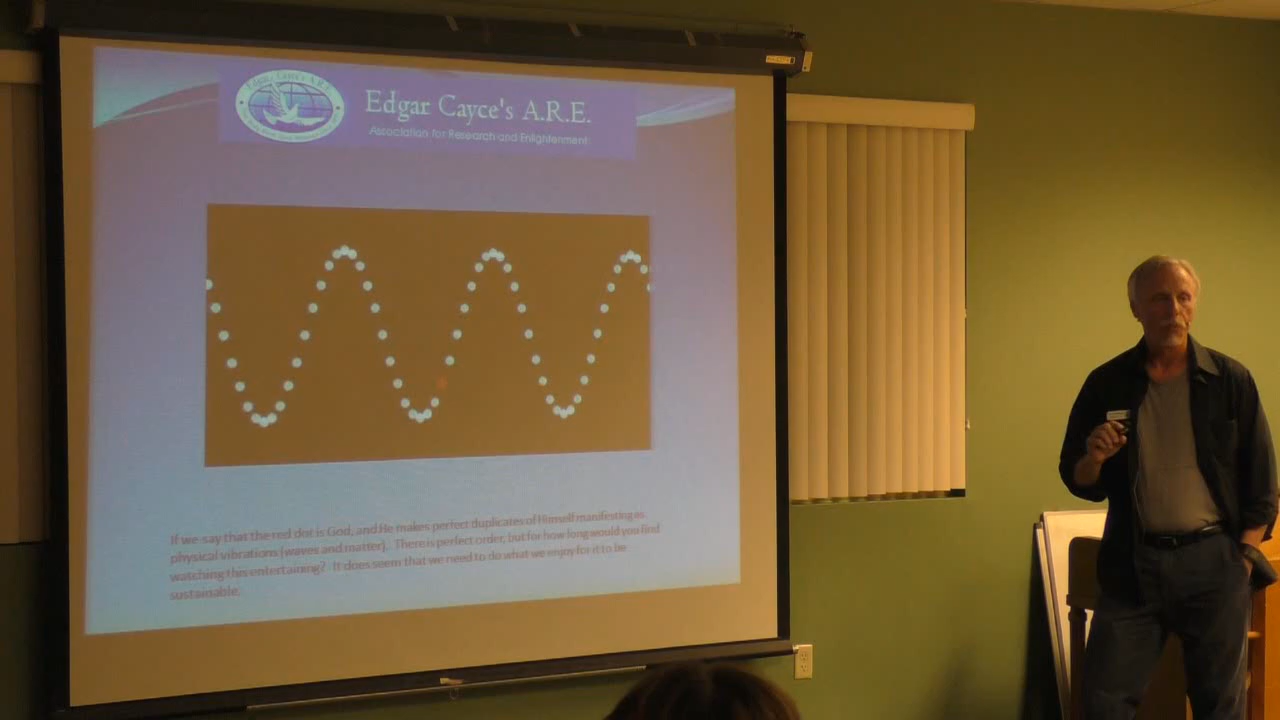 Edgar Cayce's A.R.E.
Edgar Cayce's A.R.E.
Association for Research and Enlightenment
If we say that the red dot is God, and He makes perfect duplicates of Himself manifesting as
physical vibrations (waves and matter). There is perfect order, but for how long would you find
watching this entertaining? It does seem that we need to do what we enjoy for it to be
sustainable.